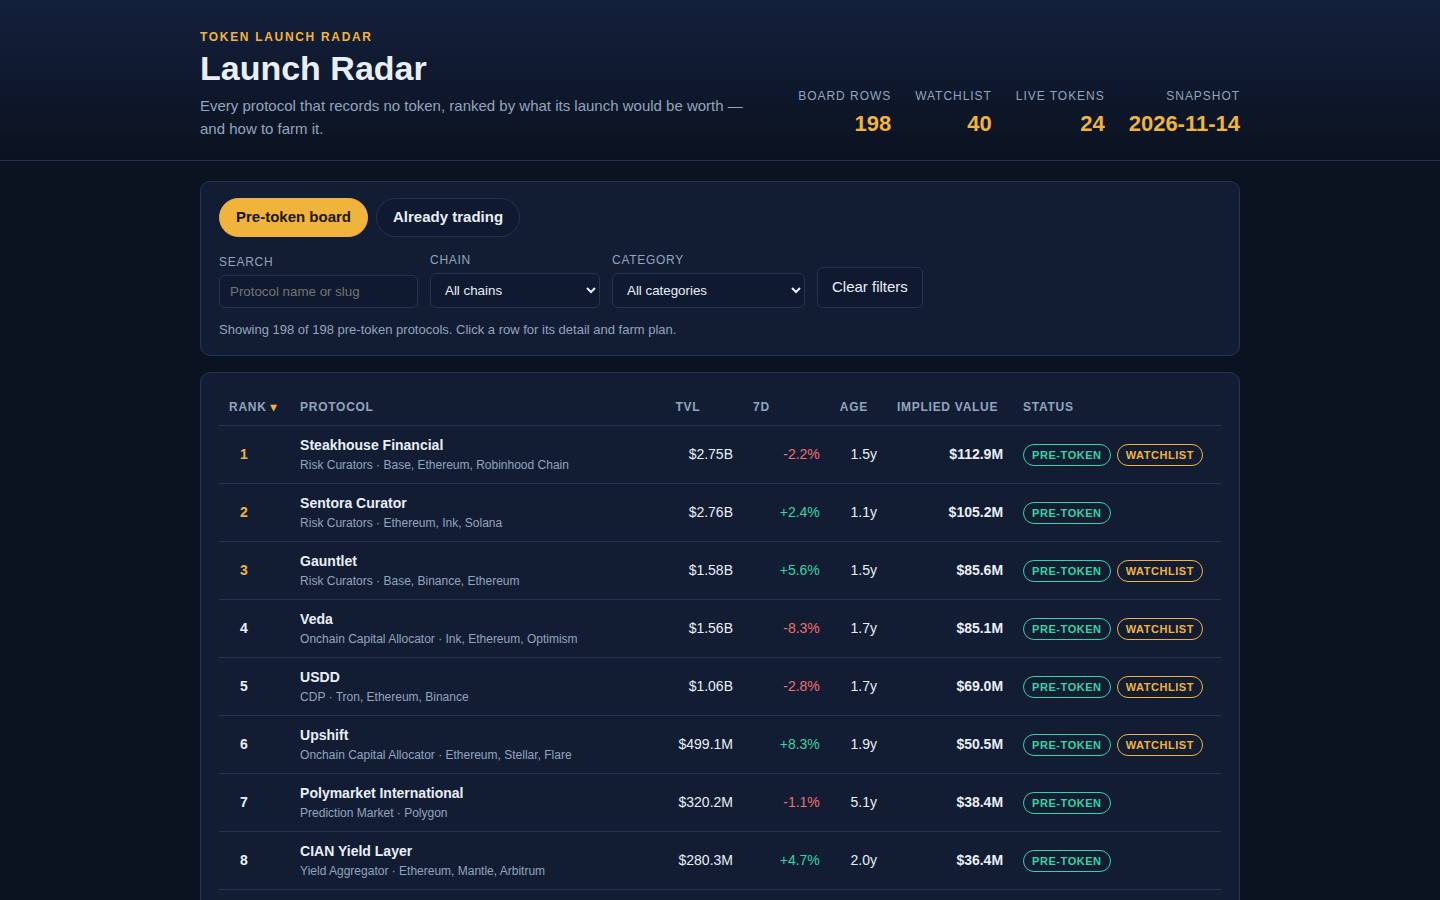 TOKEN LAUNCH RADAR
Launch Radar
Every protocol that records no token, ranked by what its launch would be worth —
and how to farm it.
BOARD ROWS WATCHLIST LIVE TOKENS SNAPSHOT
198 40 24 2026-11-14
Pre-token board Already trading
SEARCH CHAIN CATEGORY
Protocol name or slug All chains All categories Clear filters
Showing 198 of 198 pre-token protocols. Click a row for its detail and farm plan.
RANK ▼ PROTOCOL TVL 7D AGE IMPLIED VALUE STATUS
1 Steakhouse Financial $2.75B -2.2% 1.5y $112.9M PRE-TOKEN WATCHLIST
Risk Curators · Base, Ethereum, Robinhood Chain
2 Sentora Curator $2.76B +2.4% 1.1y $105.2M PRE-TOKEN
Risk Curators · Ethereum, Ink, Solana
3 Gauntlet $1.58B +5.6% 1.5y $85.6M PRE-TOKEN WATCHLIST
Risk Curators · Base, Binance, Ethereum
4 Veda $1.56B -8.3% 1.7y $85.1M PRE-TOKEN WATCHLIST
Onchain Capital Allocator · Ink, Ethereum, Optimism
5 USDD $1.06B -2.8% 1.7y $69.0M PRE-TOKEN WATCHLIST
CDP · Tron, Ethereum, Binance
6 Upshift $499.1M +8.3% 1.9y $50.5M PRE-TOKEN WATCHLIST
Onchain Capital Allocator · Ethereum, Stellar, Flare
7 Polymarket International $320.2M -1.1% 5.1y $38.4M PRE-TOKEN
Prediction Market · Polygon
8 CIAN Yield Layer $280.3M +4.7% 2.0y $36.4M PRE-TOKEN
Yield Aggregator · Ethereum, Mantle, Arbitrum